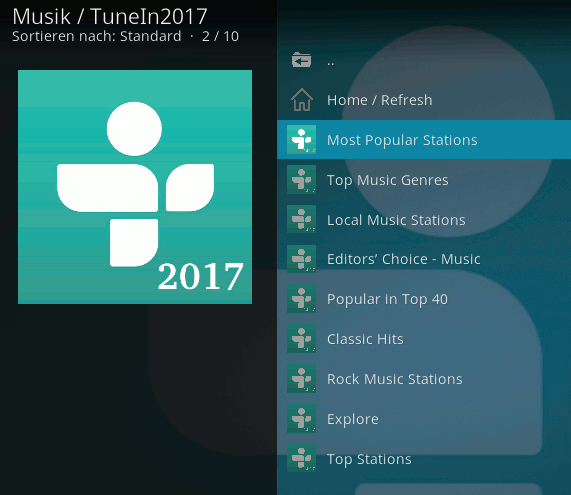 Musik / TuneIn2017
Sortieren nach: Standard · 2 / 10
2017
..
Home / Refresh
Most Popular Stations
Top Music Genres
Local Music Stations
Editors’ Choice - Music
Popular in Top 40
Classic Hits
Rock Music Stations
Explore
Top Stations